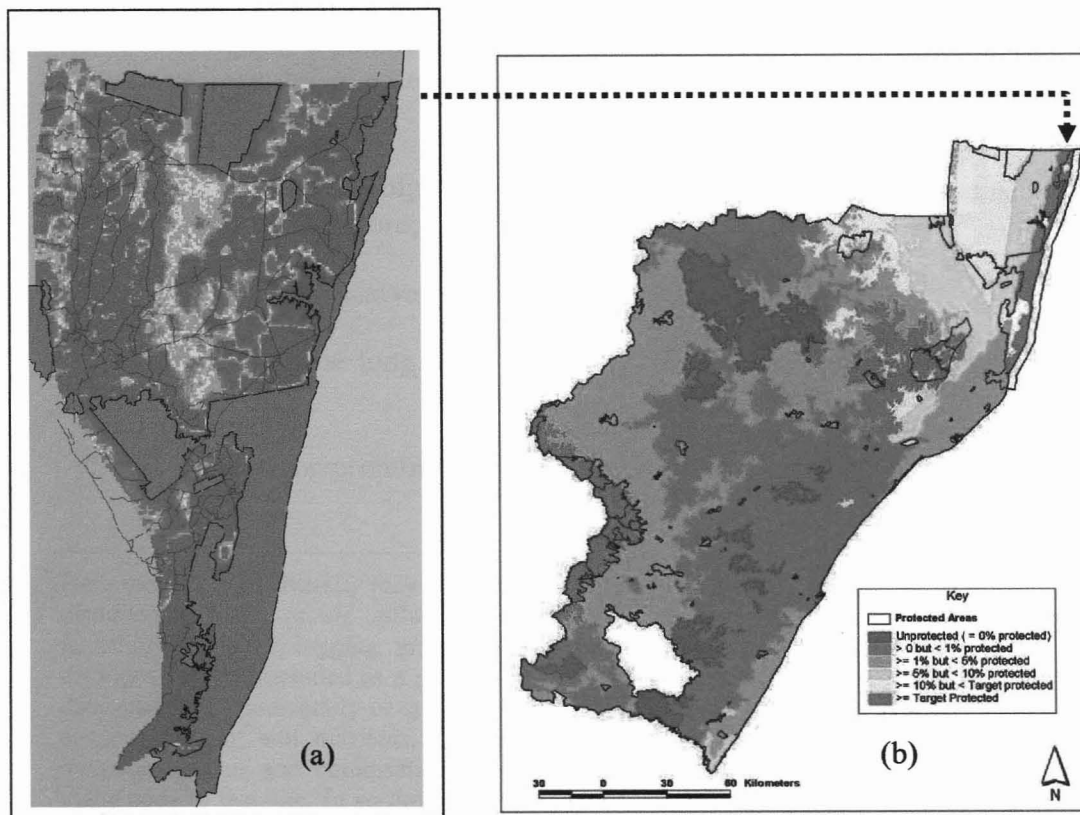 (a)
(b)
Key
Protected Areas
Unprotected ( = 0% protected)
> 0 but < 1% protected)
>= 1% but < 5% protected)
>= 5% but < 10% protected)
>= 10% but < Target protected)
>= Target Protected
30 0 30 60 Kilometers
N